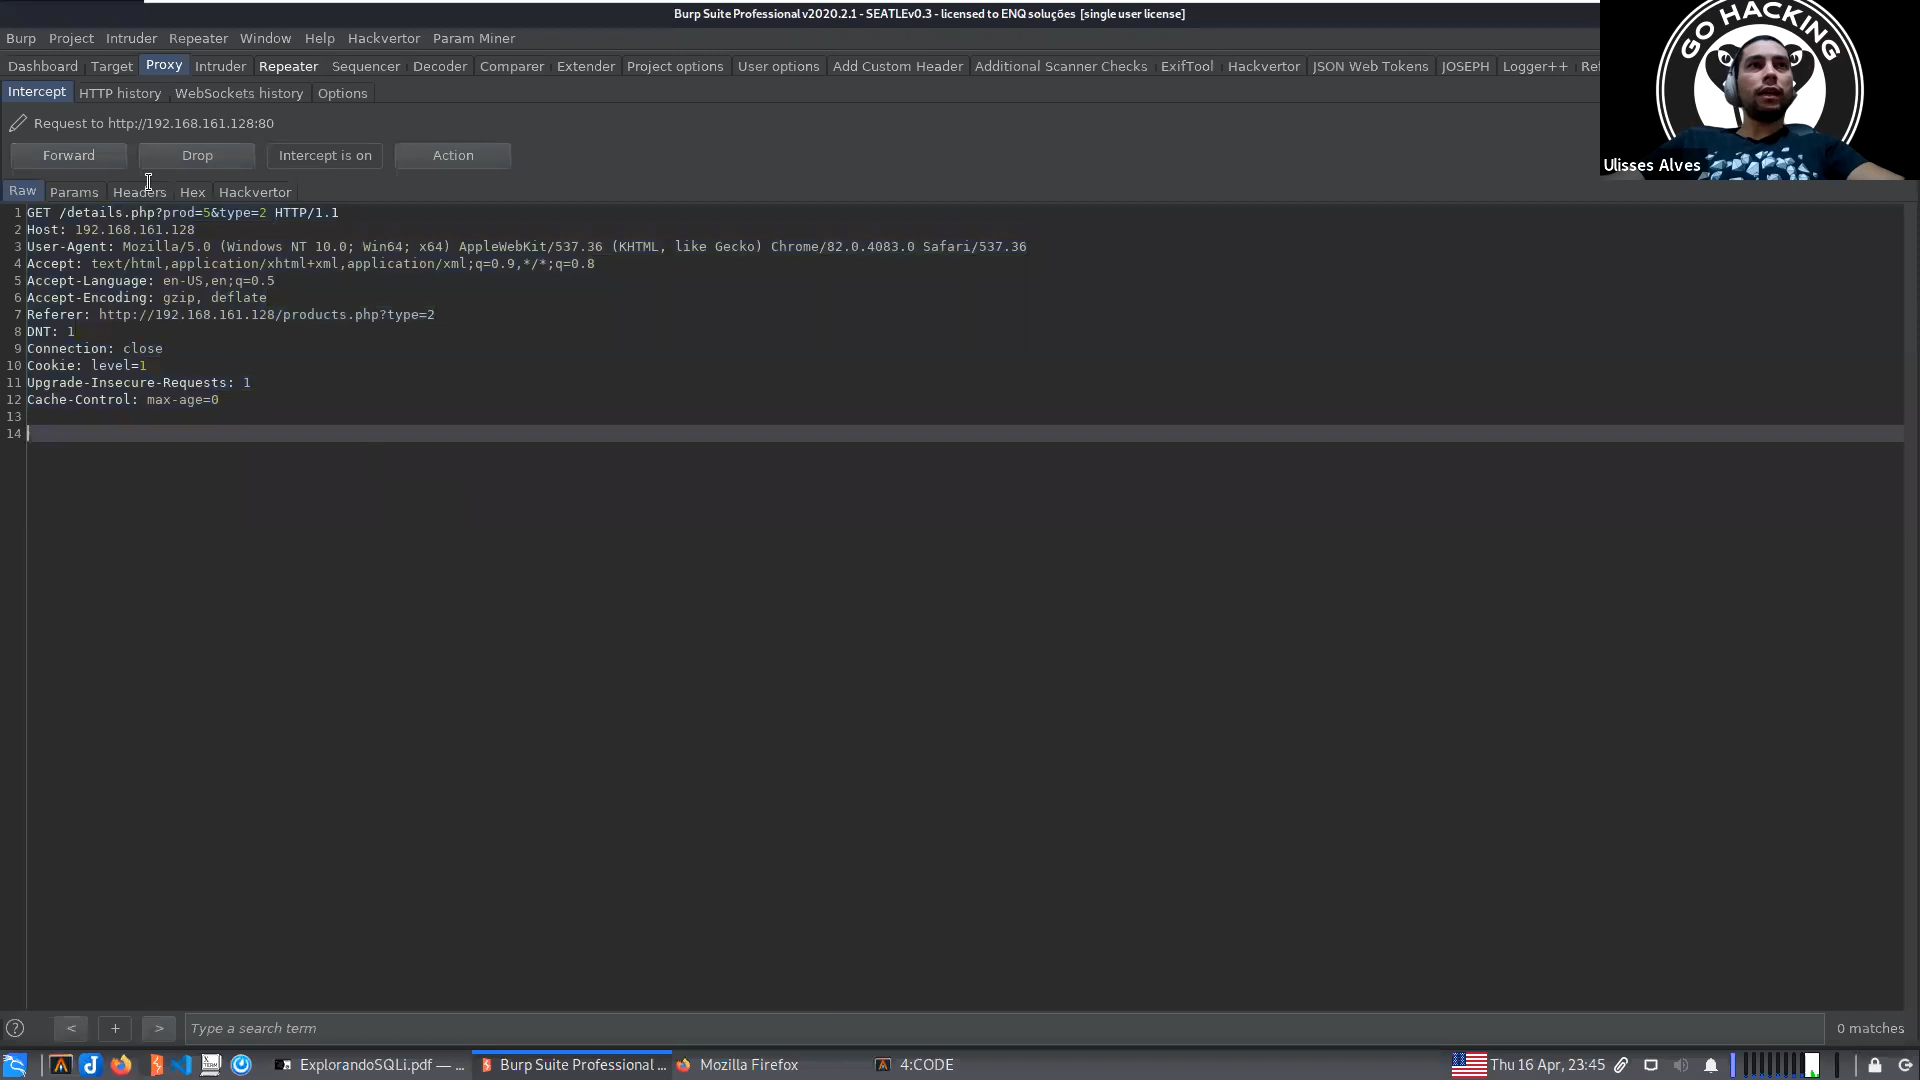 Burp Suite Professional v2020.2.1 - SEATLEv0.3 - licensed to ENQ soluções [single user license]
Burp Project Intruder Repeater Window Help Hackvertor Param Miner
Dashboard Target Proxy Intruder Repeater Sequencer Decoder Comparer Extender Project options User options Add Custom Header Additional Scanner Checks ExifTool Hackvertor JSON Web Tokens JOSEPH Logger++ Re
GO HACKING
Intercept HTTP history WebSockets history Options
Request to http://192.168.161.128:80
Forward Drop Intercept is on Action
Ulisses Alves
Raw Params Headers Hex Hackvertor
1 GET /details.php?prod=5&type=2 HTTP/1.1
2 Host: 192.168.161.128
3 User-Agent: Mozilla/5.0 (Windows NT 10.0; Win64; x64) AppleWebKit/537.36 (KHTML, like Gecko) Chrome/82.0.4083.0 Safari/537.36
4 Accept: text/html,application/xhtml+xml,application/xml;q=0.9,*/*;q=0.8
5 Accept-Language: en-US,en;q=0.5
6 Accept-Encoding: gzip, deflate
7 Referer: http://192.168.161.128/products.php?type=2
8 DNT: 1
9 Connection: close
10 Cookie: level=1
11 Upgrade-Insecure-Requests: 1
12 Cache-Control: max-age=0
13
14
? < + > Type a search term 0 matches
ExplorandoSQLi.pdf — ... Burp Suite Professional ... Mozilla Firefox 4:CODE Thu 16 Apr, 23:45